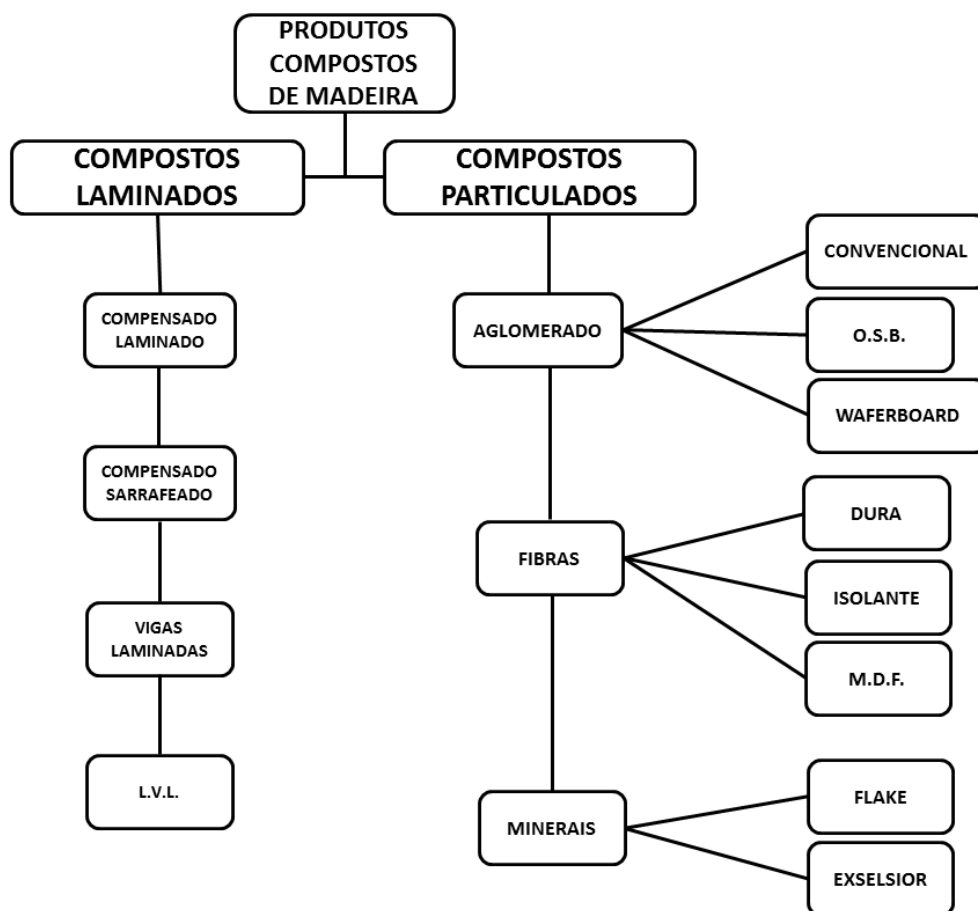 PRODUTOS
COMPOSTOS
DE MADEIRA
COMPOSTOS
LAMINADOS
COMPOSTOS
PARTICULADOS
COMPENSADO
LAMINADO
COMPENSADO
SARRAFEADO
VIGAS
LAMINADAS
L.V.L.
AGLOMERADO
CONVENCIONAL
O.S.B.
WAFERBOARD
FIBRAS
DURA
ISOLANTE
M.D.F.
MINERAIS
FLAKE
EXSELSIOR